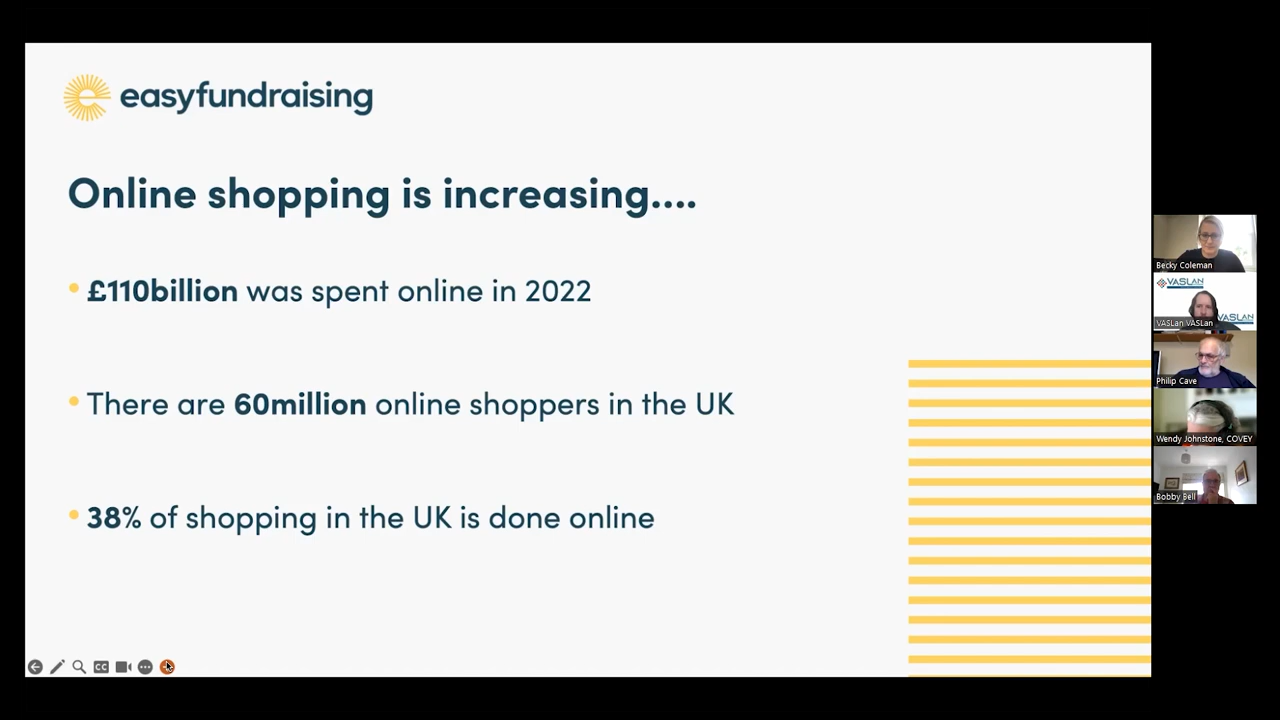 easyfundraising
Online shopping is increasing....
• £110billion was spent online in 2022
• There are 60million online shoppers in the UK
• 38% of shopping in the UK is done online
CC
Becky Coleman
VASLAN
VASLAN
VASLan VASLan
Philip Cave
Wendy Johnstone, COVEY
Bobby Bell